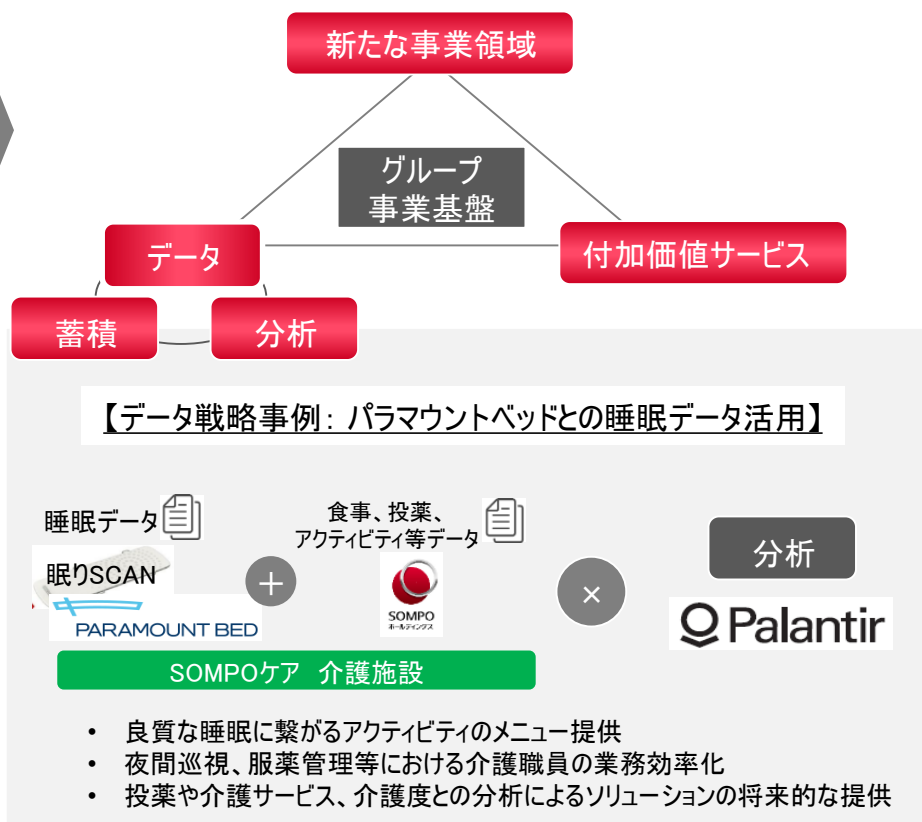 新たな事業領域
グループ
事業基盤
データ
付加価値サービス
蓄積
分析
【データ戦略事例： パラマウントベッドとの睡眠データ活用】
睡眠データ
眠りSCAN
PARAMOUNT BED
+
食事、投薬、
アクティビティ等データ
SOMPO
ホールディングス
×
分析
Palantir
SOMPOケア 介護施設
• 良質な睡眠に繋がるアクティビティのメニュー提供
• 夜間巡視、服薬管理等における介護職員の業務効率化
• 投薬や介護サービス、介護度との分析によるソリューションの将来的な提供